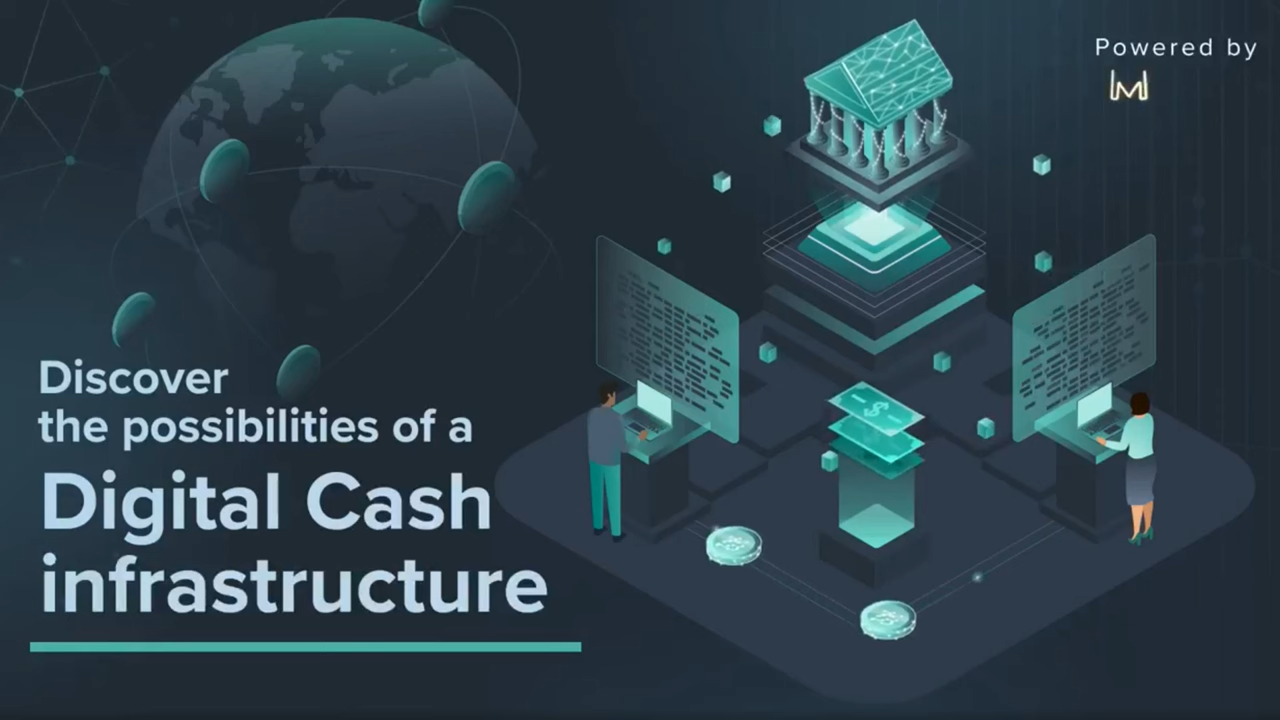 Discover
the possibilities of a
Digital Cash
infrastructure
Powered by
$